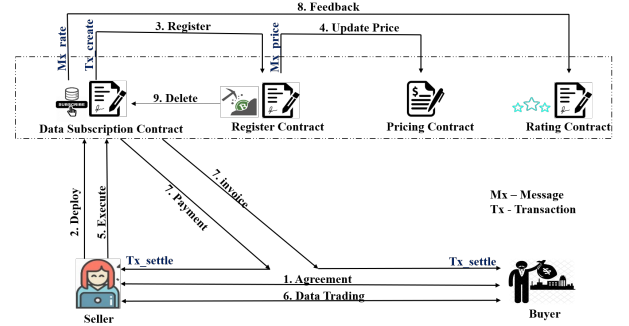 8. Feedback
Mx_rate
Tx_create
3. Register
Mx_price
4. Update Price
SUBSCRIBE
9. Delete
Data Subscription Contract
Register Contract
Pricing Contract
Rating Contract
2. Deploy
5. Execute
7. Payment
7. invoice
Mx – Message
Tx - Transaction
Tx_settle
Tx_settle
1. Agreement
6. Data Trading
Seller
Buyer